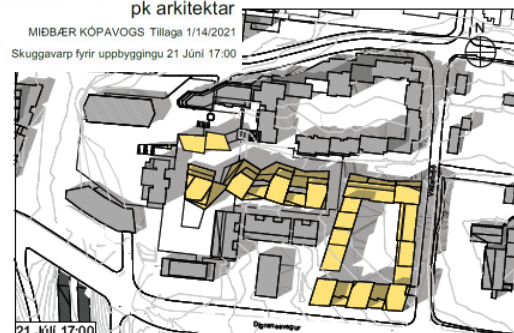 pk arkitektar
MIÐBÆR KÓPAVOGS Tillaga 1/14/2021
Skuggavarp fyrir uppbyggingu 21 Júní 17:00
N
Digranesvegur
21. Júlí 17:00